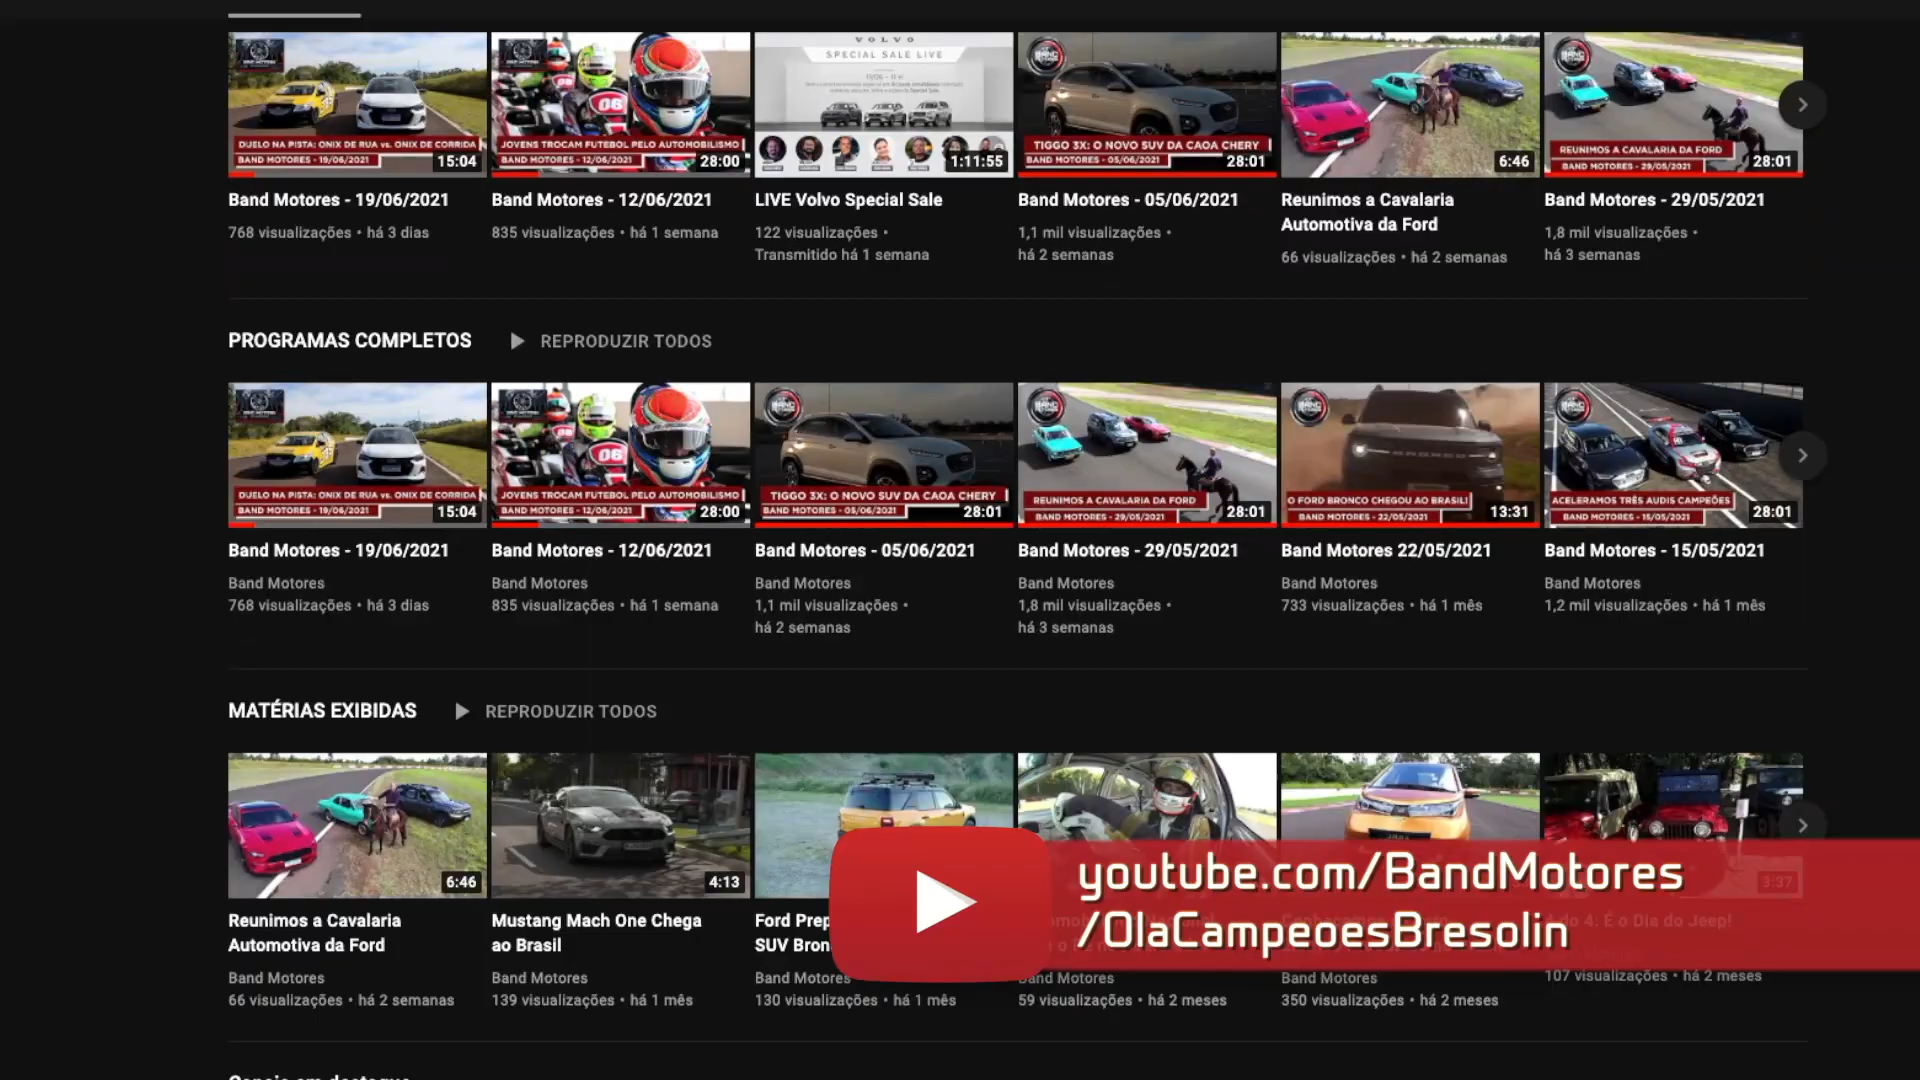 VOLVO
SPECIAL SALE LIVE
DUELO NA PISTA: ONIX DE RUA vs. ONIX DE CORRIDA
BAND MOTORES - 19/06/2021
15:04
JOVENS TROCAM FUTEBOL PELO AUTOMOBILISMO
BAND MOTORES - 12/06/2021
28:00
1:11:55
TIGGO 3X: O NOVO SUV DA CAOA CHERY
BAND MOTORES - 05/06/2021
28:01
6:46
REUNIMOS A CAVALARIA DA FORD
BAND MOTORES - 29/05/2021
28:01
Band Motores - 19/06/2021
768 visualizações • há 3 dias
Band Motores - 12/06/2021
835 visualizações • há 1 semana
LIVE Volvo Special Sale
122 visualizações •
Transmitido há 1 semana
Band Motores - 05/06/2021
1,1 mil visualizações •
há 2 semanas
Reunimos a Cavalaria
Automotiva da Ford
66 visualizações • há 2 semanas
Band Motores - 29/05/2021
1,8 mil visualizações •
há 3 semanas
PROGRAMAS COMPLETOS
REPRODUZIR TODOS
DUELO NA PISTA: ONIX DE RUA vs. ONIX DE CORRIDA
BAND MOTORES - 19/06/2021
15:04
JOVENS TROCAM FUTEBOL PELO AUTOMOBILISMO
BAND MOTORES - 12/06/2021
28:00
TIGGO 3X: O NOVO SUV DA CAOA CHERY
BAND MOTORES - 05/06/2021
28:01
REUNIMOS A CAVALARIA DA FORD
BAND MOTORES - 29/05/2021
28:01
O FORD BRONCO CHEGOU AO BRASIL!
BAND MOTORES - 22/05/2021
13:31
ACELERAMOS TRÊS AUDIS CAMPEÕES
BAND MOTORES - 15/05/2021
28:01
Band Motores - 19/06/2021
Band Motores
768 visualizações • há 3 dias
Band Motores - 12/06/2021
Band Motores
835 visualizações • há 1 semana
Band Motores - 05/06/2021
Band Motores
1,1 mil visualizações •
há 2 semanas
Band Motores - 29/05/2021
Band Motores
1,8 mil visualizações •
há 3 semanas
Band Motores 22/05/2021
Band Motores
733 visualizações • há 1 mês
Band Motores - 15/05/2021
Band Motores
1,2 mil visualizações • há 1 mês
MATÉRIAS EXIBIDAS
REPRODUZIR TODOS
6:46
4:13
3:37
Reunimos a Cavalaria
Automotiva da Ford
Band Motores
66 visualizações • há 2 semanas
Mustang Mach One Chega
ao Brasil
Band Motores
139 visualizações • há 1 mês
Ford Prep
SUV Bron
Band Motores
130 visualizações • há 1 mês
Band Motores
59 visualizações • há 2 meses
Band Motores
350 visualizações • há 2 meses
4 do 4: É o Dia do Jeep!
107 visualizações • há 2 meses
youtube.com/BandMotores
/OlaCampeoesBresolin
Canais em destaque